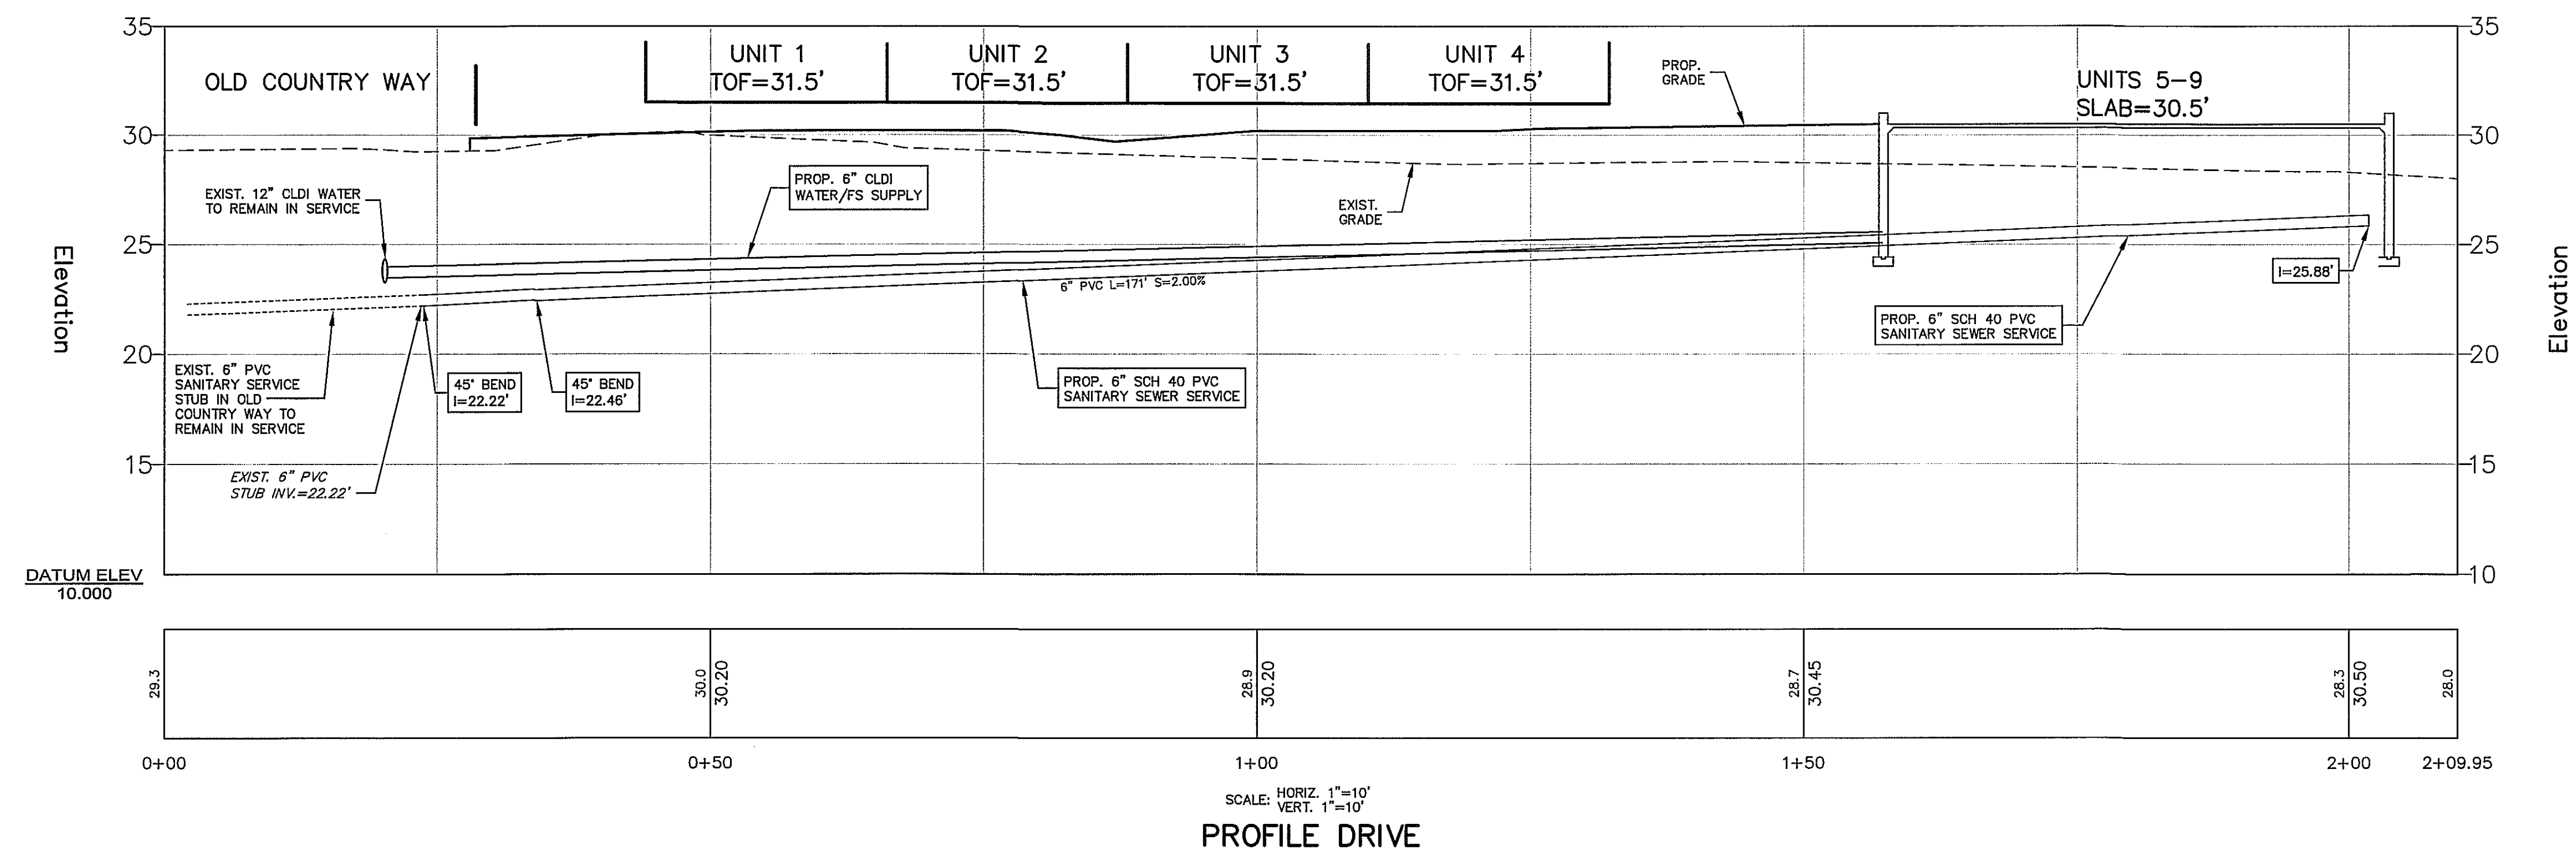 35
35
OLD COUNTRY WAY
UNIT 1
TOF=31.5'
UNIT 2
TOF=31.5'
UNIT 3
TOF=31.5'
UNIT 4
TOF=31.5'
PROP.
GRADE
UNITS 5-9
SLAB=30.5'
30
30
EXIST. 12" CLDI WATER
TO REMAIN IN SERVICE
PROP. 6" CLDI
WATER/FS SUPPLY
EXIST.
GRADE
25
25
Elevation
Elevation
I=25.88'
6" PVC L=171' S=2.00%
PROP. 6" SCH 40 PVC
SANITARY SEWER SERVICE
20
20
EXIST. 6" PVC
SANITARY SERVICE
STUB IN OLD
COUNTRY WAY TO
REMAIN IN SERVICE
45° BEND
I=22.22'
45° BEND
I=22.46'
PROP. 6" SCH 40 PVC
SANITARY SEWER SERVICE
15
15
EXIST. 6" PVC
STUB INV.=22.22'
DATUM ELEV
10.000
10
29.3
30.0
30.20
28.9
30.20
28.7
30.45
28.3
30.50
28.0
0+00
0+50
1+00
1+50
2+00
2+09.95
SCALE: HORIZ. 1"=10'
VERT. 1"=10'
PROFILE DRIVE